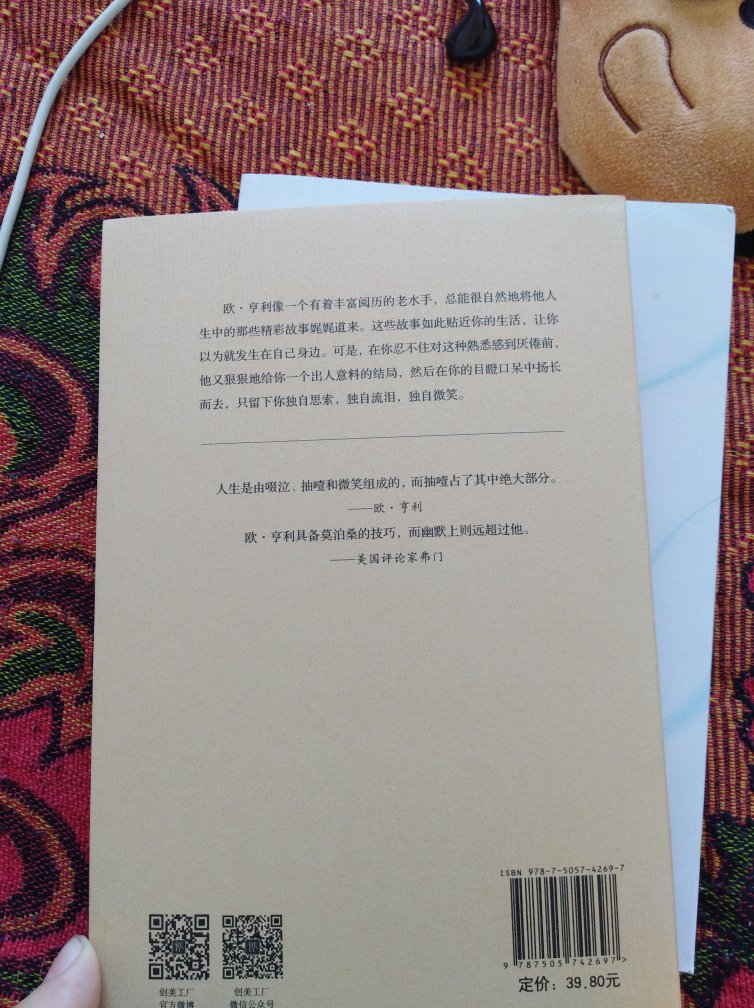 欧·亨利像一个有着丰富阅历的老水手，总能很自然地将他人
生中的那些精彩故事娓娓道来。这些故事如此贴近你的生活，让你
以为就发生在自己身边。可是，在你忍不住对这种熟悉感到厌倦前，
他又狠狠地给你一个出人意料的结局，然后在你的目瞪口呆中扬长
而去，只留下你独自思索，独自流泪，独自微笑。
人生是由啜泣、抽噎和微笑组成的，而抽噎占了其中绝大部分。
——欧·亨利
欧·亨利具备莫泊桑的技巧，而幽默上则远超过他。
——美国评论家弗门
ISBN 978-7-5057-4269-7
9 787505 742697 >
定价：39.80元
创美工厂
官方微博
创美工厂
微信公众号